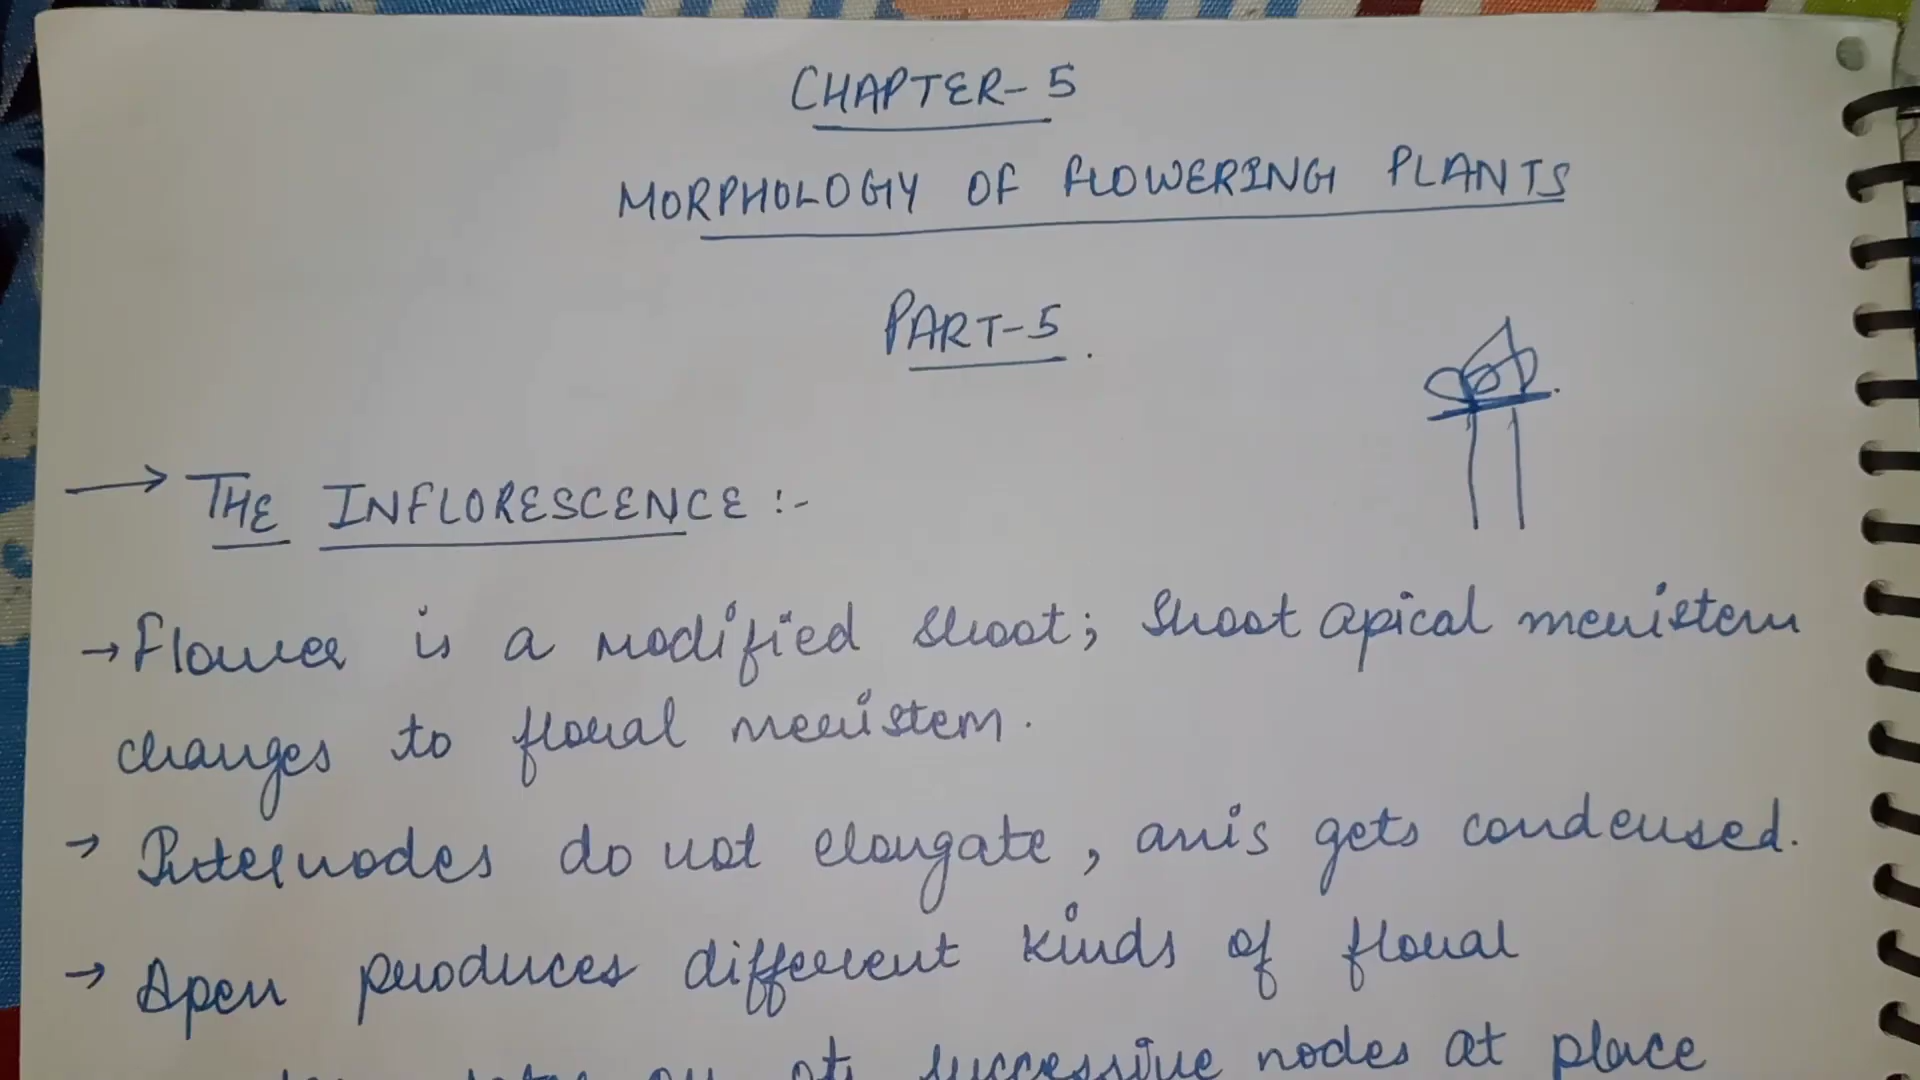 CHAPTER-5
MORPHOLOGY OF FLOWERING PLANTS
PART-5.
→ THE INFLORESCENCE :-
→ Flower is a modified shoot; Shoot apical meristem
changes to floral meristem.
→ Internodes do not elongate, axis gets condensed.
→ Apex produces different kinds of floral
successive nodes at place